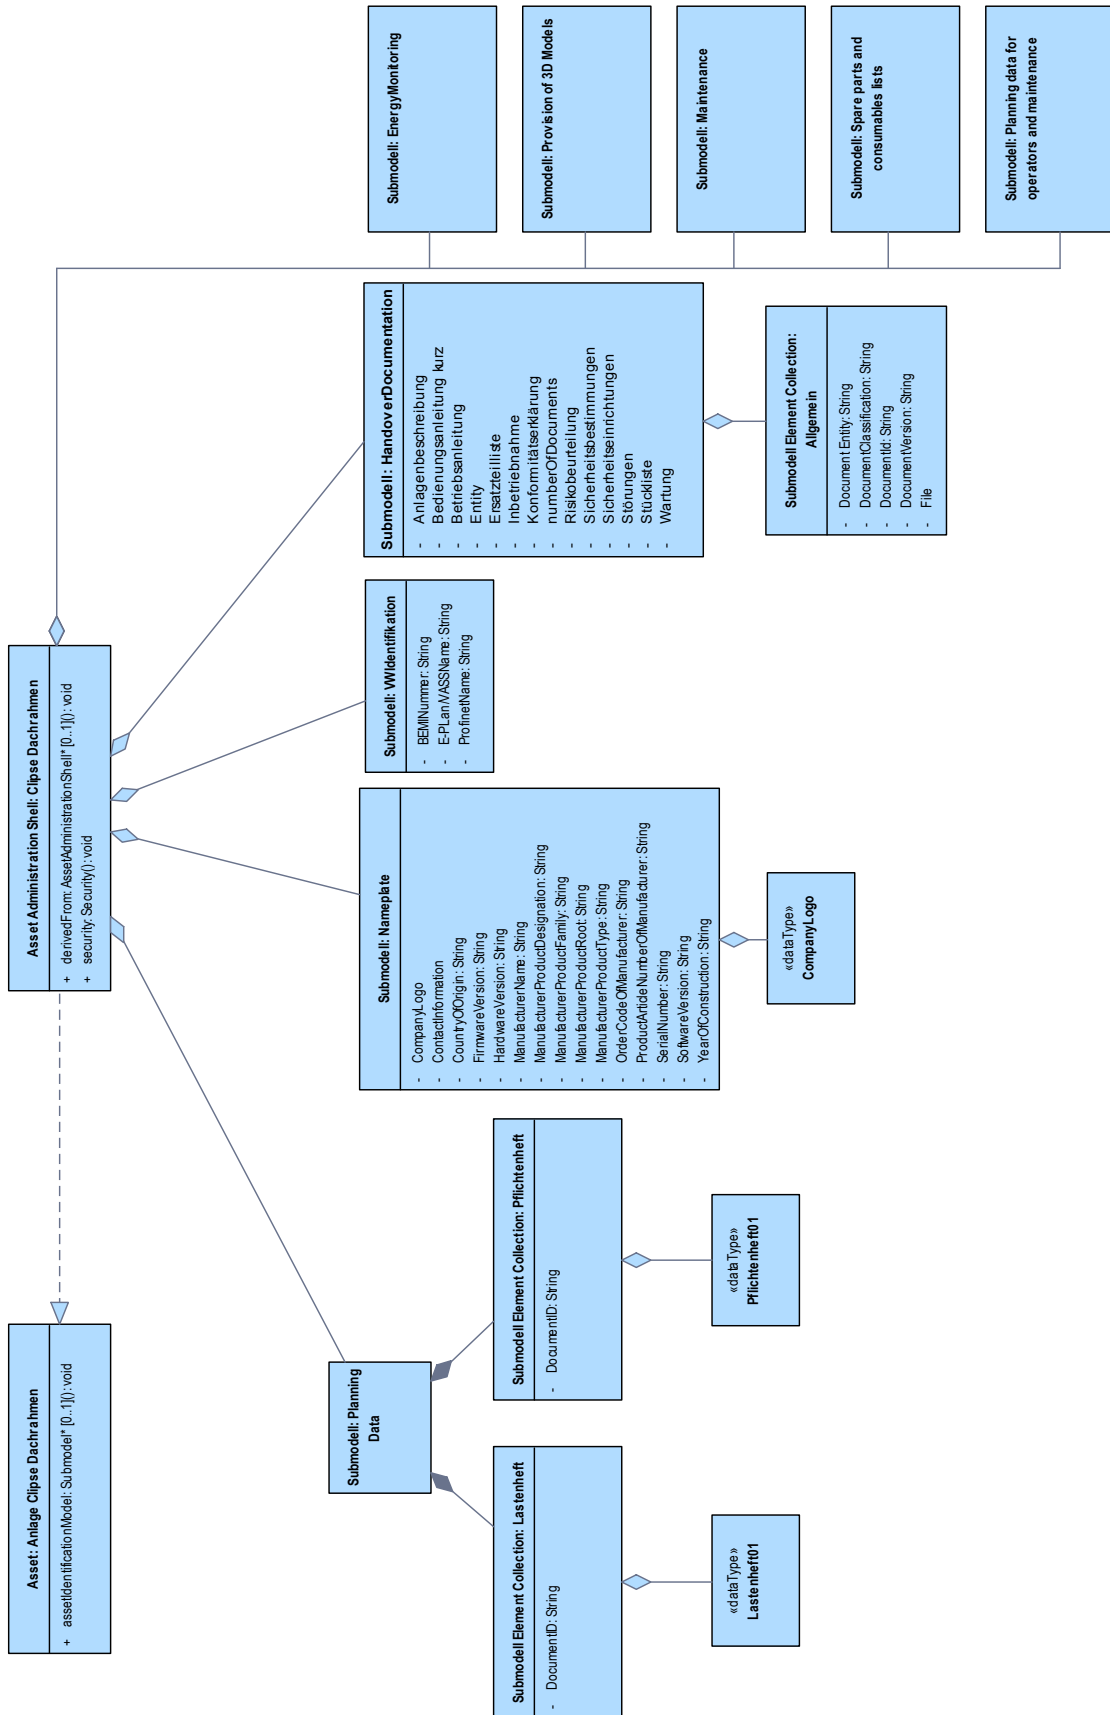 Asset: Anlage Clipse Dachrahmen
+ assetIdentificationModel: Submodel* [0..1](): void
Asset Administration Shell: Clipse Dachrahmen
+ derivedFrom: AssetAdministrationShell* [0..1](): void
+ security: Security(): void
Submodell: Planning
Data
Submodell Element Collection: Lastenheft
- DocumentID: String
«dataType»
Lastenheft01
Submodell Element Collection: Pflichtenheft
- DocumentID: String
«dataType»
Pflichtenheft01
Submodell: Nameplate
- CompanyLogo
- ContactInformation
- CountryOfOrigin: String
- FirmwareVersion: String
- HardwareVersion: String
- ManufacturerName: String
- ManufacturerProductDesignation: String
- ManufacturerProductFamily: String
- ManufacturerProductRoot: String
- ManufacturerProductType: String
- OrderCodeOfManufacturer: String
- ProductArticleNumberOfManufacturer: String
- SerialNumber: String
- SoftwareVersion: String
- YearOfConstruction: String
«dataType»
CompanyLogo
Submodell: VWIdentifikation
- BEMINummer: String
- E-PLan/VASSName: String
- ProfinetName: String
Submodell: HandoverDocumentation
- Anlagenbeschreibung
- Bedienungsanleitung kurz
- Betriebsanleitung
- Entity
- Ersatzteilliste
- Inbetriebnahme
- Konformitätserklärung
- numberOfDocuments
- Risikobeurteilung
- Sicherheitsbestimmungen
- Sicherheitseinrichtungen
- Störungen
- Stückliste
- Wartung
Submodell Element Collection:
Allgemein
- Document Entity: String
- DocumentClassification: String
- DocumentId: String
- DocumentVersion: String
- File
Submodell: EnergyMonitoring
Submodell: Provision of 3D Models
Submodell: Maintenance
Submodell: Spare parts and
consumables lists
Submodell: Planning data for
operators and maintenance